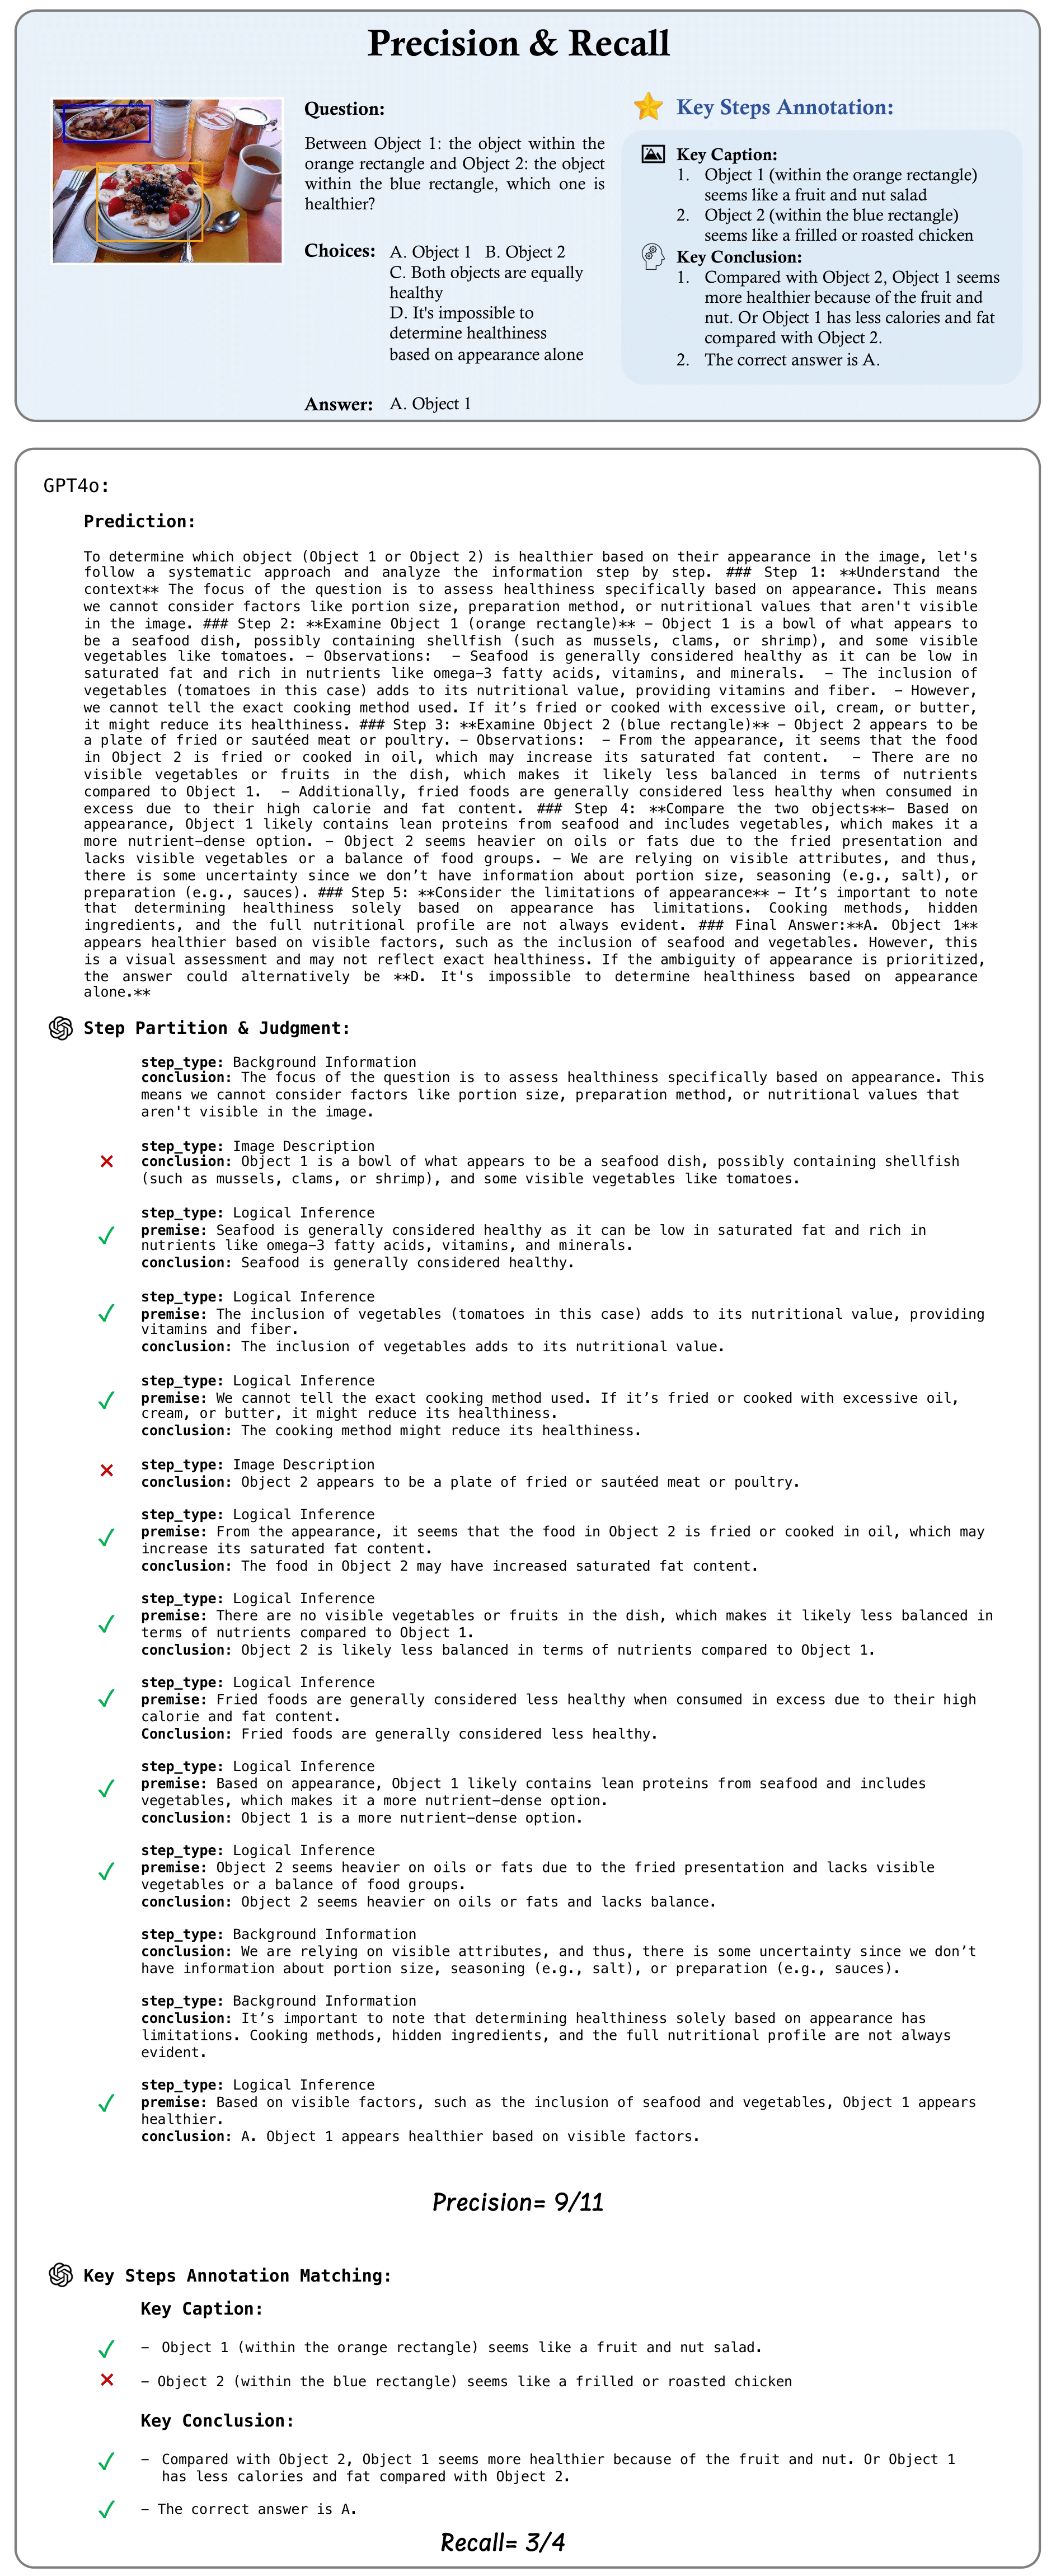 Precision & Recall
Question:
Between Object 1: the object within the
orange rectangle and Object 2: the object
within the blue rectangle, which one is
healthier?
Choices: A. Object 1 B. Object 2
C. Both objects are equally
healthy
D. It's impossible to
determine healthiness
based on appearance alone
Answer: A. Object 1
Key Steps Annotation:
Key Caption:
1. Object 1 (within the orange rectangle)
seems like a fruit and nut salad
2. Object 2 (within the blue rectangle)
seems like a frilled or roasted chicken
Key Conclusion:
1. Compared with Object 2, Object 1 seems
more healthier because of the fruit and
nut. Or Object 1 has less calories and fat
compared with Object 2.
2. The correct answer is A.
GPT4o:
Prediction:
To determine which object (Object 1 or Object 2) is healthier based on their appearance in the image, let's
follow a systematic approach and analyze the information step by step. ### Step 1: **Understand the
context** The focus of the question is to assess healthiness specifically based on appearance. This means
we cannot consider factors like portion size, preparation method, or nutritional values that aren't visible
in the image. ### Step 2: **Examine Object 1 (orange rectangle)** – Object 1 is a bowl of what appears to
be a seafood dish, possibly containing shellfish (such as mussels, clams, or shrimp), and some visible
vegetables like tomatoes. – Observations: – Seafood is generally considered healthy as it can be low in
saturated fat and rich in nutrients like omega–3 fatty acids, vitamins, and minerals. – The inclusion of
vegetables (tomatoes in this case) adds to its nutritional value, providing vitamins and fiber. – However,
we cannot tell the exact cooking method used. If it’s fried or cooked with excessive oil, cream, or butter,
it might reduce its healthiness. ### Step 3: **Examine Object 2 (blue rectangle)** – Object 2 appears to be
a plate of fried or sautéed meat or poultry. – Observations: – From the appearance, it seems that the food
in Object 2 is fried or cooked in oil, which may increase its saturated fat content. – There are no
visible vegetables or fruits in the dish, which makes it likely less balanced in terms of nutrients
compared to Object 1. – Additionally, fried foods are generally considered less healthy when consumed in
excess due to their high calorie and fat content. ### Step 4: **Compare the two objects**– Based on
appearance, Object 1 likely contains lean proteins from seafood and includes vegetables, which makes it a
more nutrient–dense option. – Object 2 seems heavier on oils or fats due to the fried presentation and
lacks visible vegetables or a balance of food groups. – We are relying on visible attributes, and thus,
there is some uncertainty since we don’t have information about portion size, seasoning (e.g., salt), or
preparation (e.g., sauces). ### Step 5: **Consider the limitations of appearance** – It’s important to note
that determining healthiness solely based on appearance has limitations. Cooking methods, hidden
ingredients, and the full nutritional profile are not always evident. ### Final Answer:**A. Object 1**
appears healthier based on visible factors, such as the inclusion of seafood and vegetables. However, this
is a visual assessment and may not reflect exact healthiness. If the ambiguity of appearance is prioritized,
the answer could alternatively be **D. It's impossible to determine healthiness based on appearance
alone.**
Step Partition & Judgment:
step_type: Background Information
conclusion: The focus of the question is to assess healthiness specifically based on appearance. This
means we cannot consider factors like portion size, preparation method, or nutritional values that
aren't visible in the image.
step_type: Image Description
conclusion: Object 1 is a bowl of what appears to be a seafood dish, possibly containing shellfish
(such as mussels, clams, or shrimp), and some visible vegetables like tomatoes.
step_type: Logical Inference
premise: Seafood is generally considered healthy as it can be low in saturated fat and rich in
nutrients like omega–3 fatty acids, vitamins, and minerals.
conclusion: Seafood is generally considered healthy.
step_type: Logical Inference
premise: The inclusion of vegetables (tomatoes in this case) adds to its nutritional value, providing
vitamins and fiber.
conclusion: The inclusion of vegetables adds to its nutritional value.
step_type: Logical Inference
premise: We cannot tell the exact cooking method used. If it’s fried or cooked with excessive oil,
cream, or butter, it might reduce its healthiness.
conclusion: The cooking method might reduce its healthiness.
step_type: Image Description
conclusion: Object 2 appears to be a plate of fried or sautéed meat or poultry.
step_type: Logical Inference
premise: From the appearance, it seems that the food in Object 2 is fried or cooked in oil, which may
increase its saturated fat content.
conclusion: The food in Object 2 may have increased saturated fat content.
step_type: Logical Inference
premise: There are no visible vegetables or fruits in the dish, which makes it likely less balanced in
terms of nutrients compared to Object 1.
conclusion: Object 2 is likely less balanced in terms of nutrients compared to Object 1.
step_type: Logical Inference
premise: Fried foods are generally considered less healthy when consumed in excess due to their high
calorie and fat content.
Conclusion: Fried foods are generally considered less healthy.
step_type: Logical Inference
premise: Based on appearance, Object 1 likely contains lean proteins from seafood and includes
vegetables, which makes it a more nutrient–dense option.
conclusion: Object 1 is a more nutrient–dense option.
step_type: Logical Inference
premise: Object 2 seems heavier on oils or fats due to the fried presentation and lacks visible
vegetables or a balance of food groups.
conclusion: Object 2 seems heavier on oils or fats and lacks balance.
step_type: Background Information
conclusion: We are relying on visible attributes, and thus, there is some uncertainty since we don’t
have information about portion size, seasoning (e.g., salt), or preparation (e.g., sauces).
step_type: Background Information
conclusion: It’s important to note that determining healthiness solely based on appearance has
limitations. Cooking methods, hidden ingredients, and the full nutritional profile are not always
evident.
step_type: Logical Inference
premise: Based on visible factors, such as the inclusion of seafood and vegetables, Object 1 appears
healthier.
conclusion: A. Object 1 appears healthier based on visible factors.
Precision= 9/11
Key Steps Annotation Matching:
Key Caption:
– Object 1 (within the orange rectangle) seems like a fruit and nut salad.
– Object 2 (within the blue rectangle) seems like a frilled or roasted chicken
Key Conclusion:
– Compared with Object 2, Object 1 seems more healthier because of the fruit and nut. Or Object 1
has less calories and fat compared with Object 2.
– The correct answer is A.
Recall= 3/4